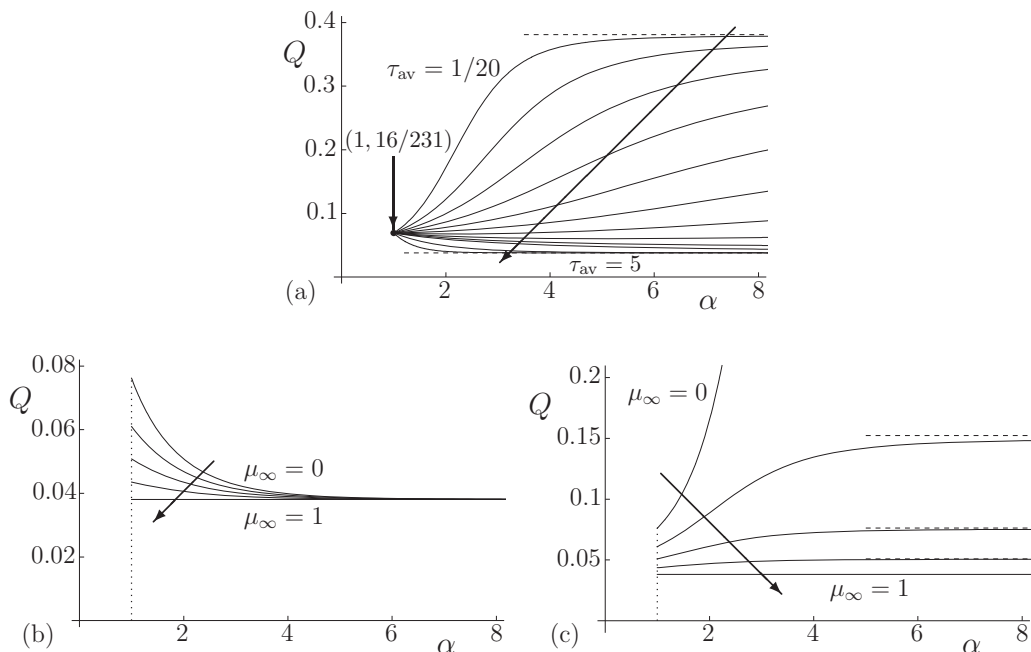 0.4
Q
0.3
τav = 1/20
0.2
(1, 16/231)
0.1
τav = 5
2 4 6 8
α
(a)
0.08
Q
0.06
0.04
0.02
μ∞ = 0
μ∞ = 1
2 4 6 8
α
(b)
0.2
Q
0.15
0.1
0.05
μ∞ = 0
μ∞ = 1
2 4 6 8
α
(c)